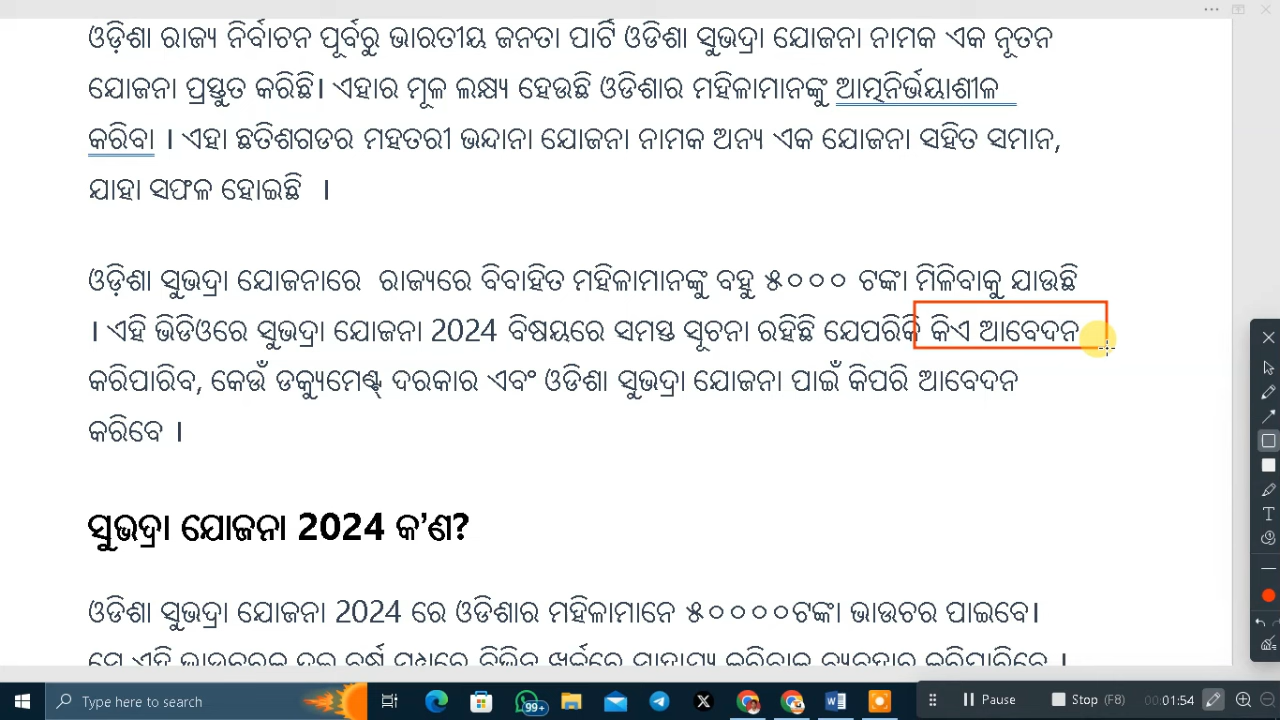 ଓଡ଼ିଶା ରାଜ୍ୟ ନିର୍ବାଚନ ପୂର୍ବରୁ ଭାରତୀୟ ଜନତା ପାର୍ଟି ଓଡିଶା ସୁଭଦ୍ରା ଯୋଜନା ନାମକ ଏକ ନୂତନ
ଯୋଜନା ପ୍ରସ୍ତୁତ କରିଛି। ଏହାର ମୂଳ ଲକ୍ଷ୍ୟ ହେଉଛି ଓଡିଶାର ମହିଳାମାନଙ୍କୁ ଆତ୍ମନିର୍ଭୟାଶୀଳ
କରିବା । ଏହା ଛତିଶଗଡର ମହତରୀ ଭନ୍ଦାନା ଯୋଜନା ନାମକ ଅନ୍ୟ ଏକ ଯୋଜନା ସହିତ ସମାନ,
ଯାହା ସଫଳ ହୋଇଛି ।
ଓଡ଼ିଶା ସୁଭଦ୍ରା ଯୋଜନାରେ ରାଜ୍ୟରେ ବିବାହିତ ମହିଳାମାନଙ୍କୁ ବହୁ ୫୦୦୦ ଟଙ୍କା ମିଳିବାକୁ ଯାଉଛି
। ଏହି ଭିଡିଓରେ ସୁଭଦ୍ରା ଯୋଜନା 2024 ବିଷୟରେ ସମସ୍ତ ସୂଚନା ରହିଛି ଯେପରିକି କିଏ ଆବେଦନ
କରିପାରିବ, କେଉଁ ଡକ୍ୟୁମେଣ୍ଟ୍ ଦରକାର ଏବଂ ଓଡିଶା ସୁଭଦ୍ରା ଯୋଜନା ପାଇଁ କିପରି ଆବେଦନ
କରିବେ ।
ସୁଭଦ୍ରା ଯୋଜନା 2024 କ'ଣ?
ଓଡିଶା ସୁଭଦ୍ରା ଯୋଜନା 2024 ରେ ଓଡିଶାର ମହିଳାମାନେ ୫୦୦୦୦ଟଙ୍କା ଭାଉଚର ପାଇବେ।
Type here to search
99+
Pause
Stop (F8)
00:01:54